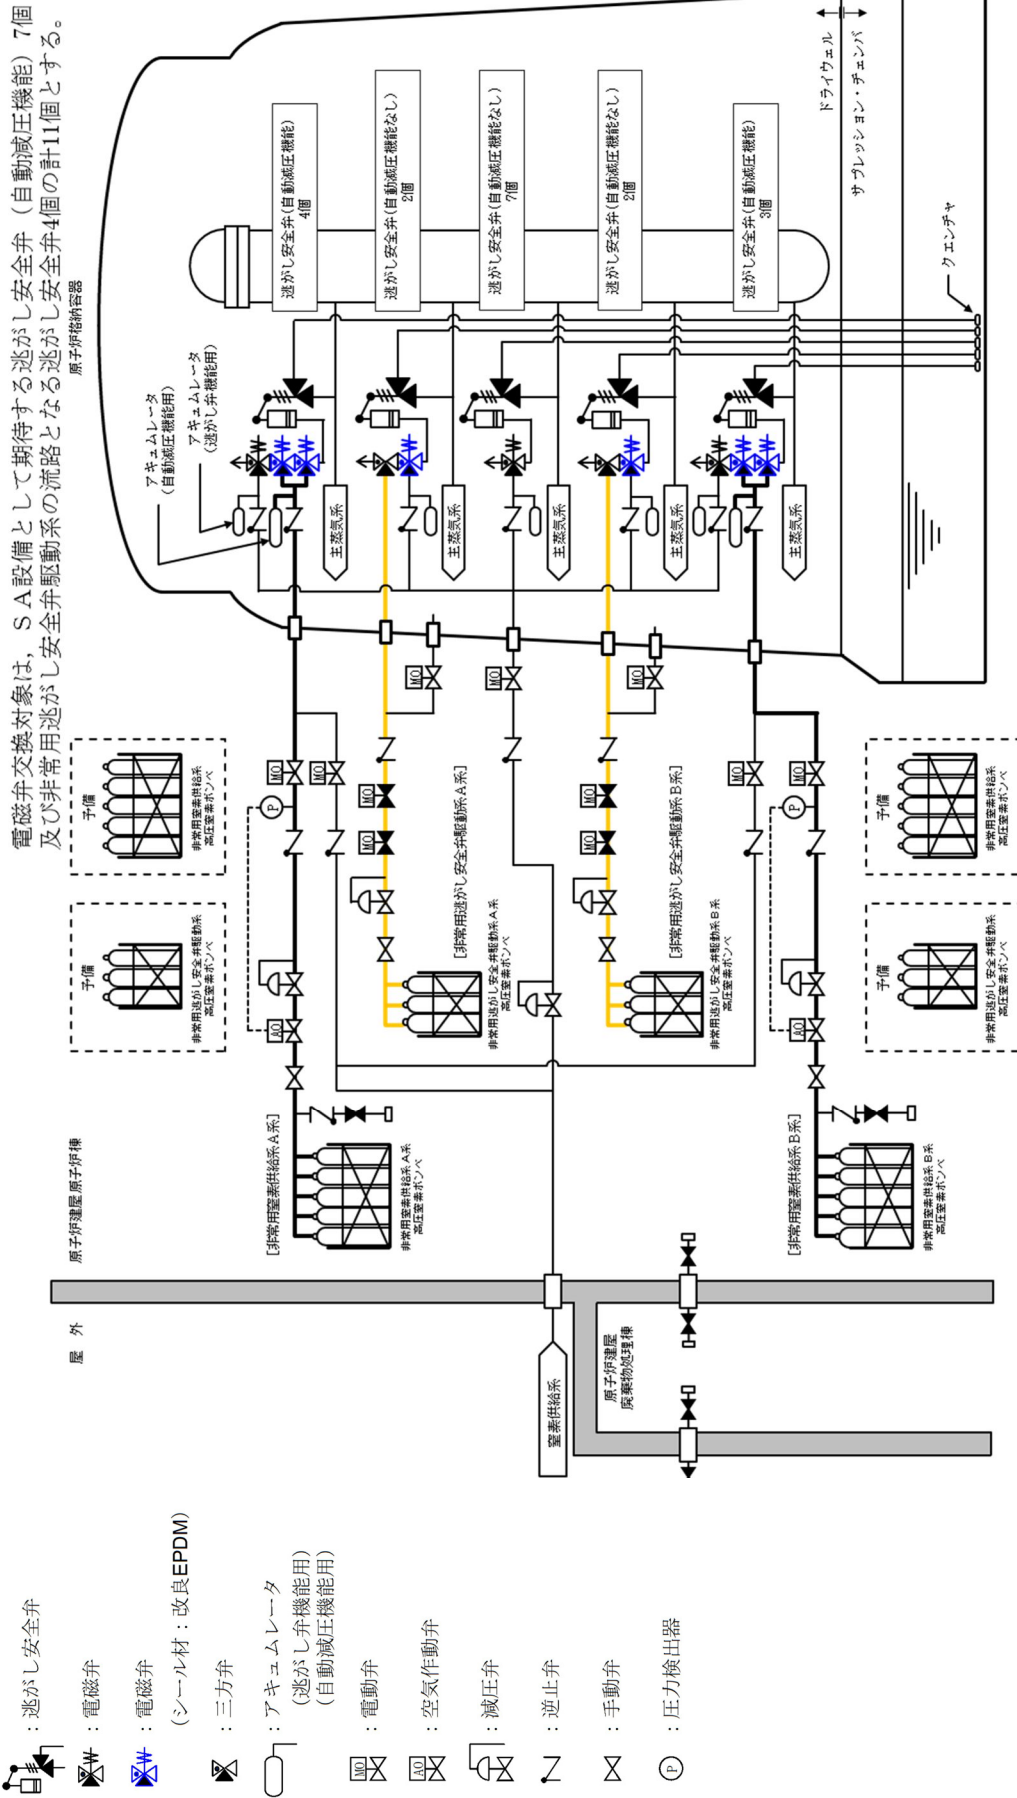 電磁弁交換対象は，ＳＡ設備として期待する逃がし安全弁（自動減圧機能）7個
及び非常用逃がし安全弁駆動系の流路となる逃がし安全弁4個の計11個とする。
原子炉格納容器
アキュムレータ
（自動減圧機能用）
アキュムレータ
（逃がし弁機能用）
逃がし安全弁(自動減圧機能)
4個
逃がし安全弁(自動減圧機能なし)
2個
逃がし安全弁(自動減圧機能なし)
7個
逃がし安全弁(自動減圧機能なし)
2個
逃がし安全弁(自動減圧機能)
3個
ドライウェル
サプレッション・チェンバ
クエンチャ
主蒸気系
主蒸気系
主蒸気系
主蒸気系
主蒸気系
予備
非常用窒素供給系
高圧窒素ボンベ
予備
非常用逃がし安全弁駆動系
高圧窒素ボンベ
MO
MO
P
AO
MO
MO
MO
[非常用逃がし安全弁駆動系Ａ系]
非常用逃がし安全弁駆動系Ａ系
高圧窒素ボンベ
MO
MO
MO
MO
[非常用逃がし安全弁駆動系Ｂ系]
非常用逃がし安全弁駆動系Ｂ系
高圧窒素ボンベ
MO
MO
P
AO
予備
非常用窒素供給系
高圧窒素ボンベ
予備
非常用逃がし安全弁駆動系
高圧窒素ボンベ
原子炉建屋原子炉棟
[非常用窒素供給系Ａ系]
非常用窒素供給系Ａ系
高圧窒素ボンベ
[非常用窒素供給系Ｂ系]
非常用窒素供給系Ｂ系
高圧窒素ボンベ
屋　外
窒素供給系
原子炉建屋
廃棄物処理棟
：逃がし安全弁
：電磁弁
：電磁弁
（シール材：改良EPDM）
：三方弁
：アキュムレータ
（逃がし弁機能用）
（自動減圧機能用）
MO
：電動弁
AO
：空気作動弁
：減圧弁
：逆止弁
：手動弁
P
：圧力検出器